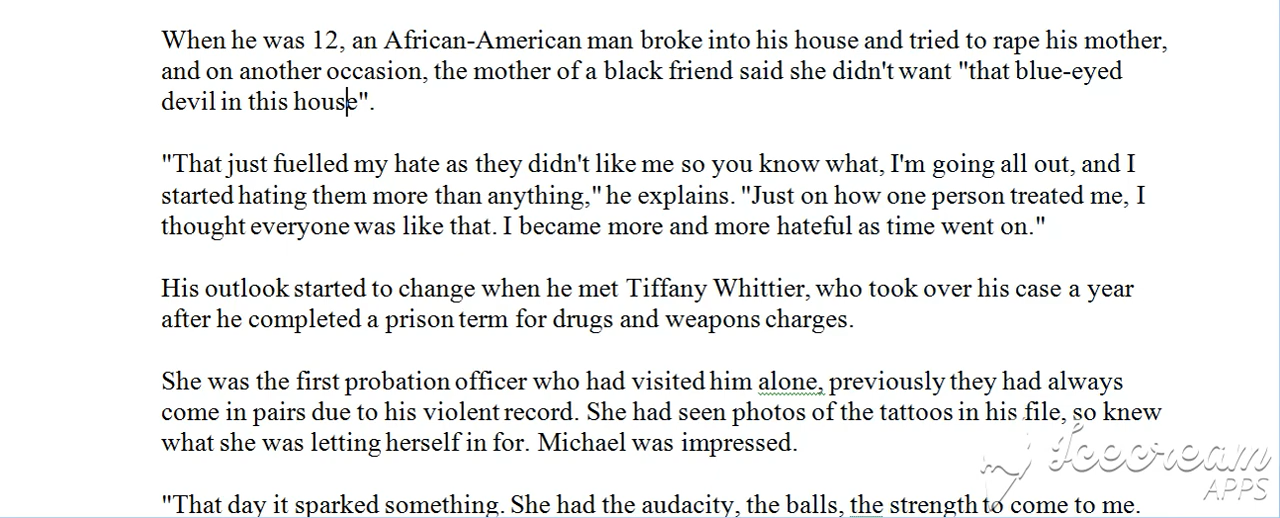 When he was 12, an African-American man broke into his house and tried to rape his mother,
and on another occasion, the mother of a black friend said she didn't want "that blue-eyed
devil in this house".
"That just fuelled my hate as they didn't like me so you know what, I'm going all out, and I
started hating them more than anything," he explains. "Just on how one person treated me, I
thought everyone was like that. I became more and more hateful as time went on."
His outlook started to change when he met Tiffany Whittier, who took over his case a year
after he completed a prison term for drugs and weapons charges.
She was the first probation officer who had visited him alone, previously they had always
come in pairs due to his violent record. She had seen photos of the tattoos in his file, so knew
what she was letting herself in for. Michael was impressed.
"That day it sparked something. She had the audacity, the balls, the strength to come to me.
Icecream
APPS